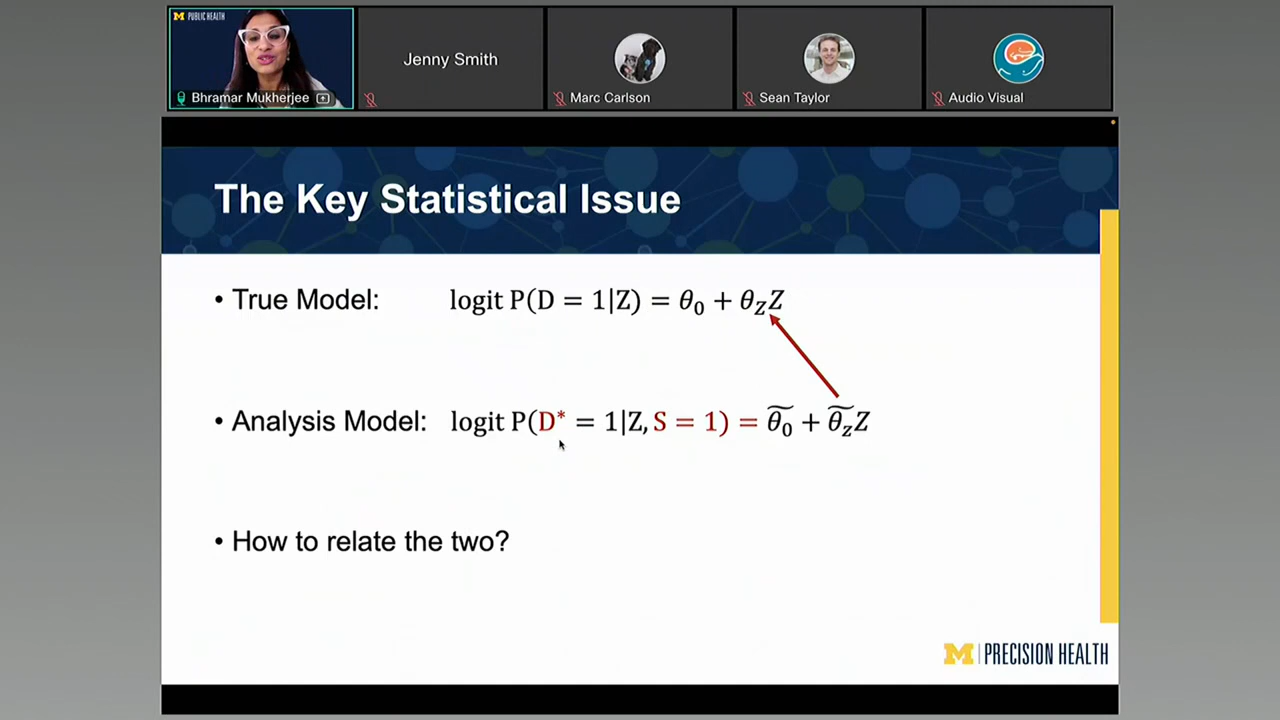 M PUBLIC HEALTH
Bhramar Mukherjee
Jenny Smith
Marc Carlson
Sean Taylor
Audio Visual
The Key Statistical Issue
• True Model: logit P(D = 1|Z) = θ₀ + θ_Z Z
• Analysis Model: logit P(D* = 1|Z, S = 1) = θ̃₀ + θ̃_z Z
• How to relate the two?
M | PRECISION HEALTH